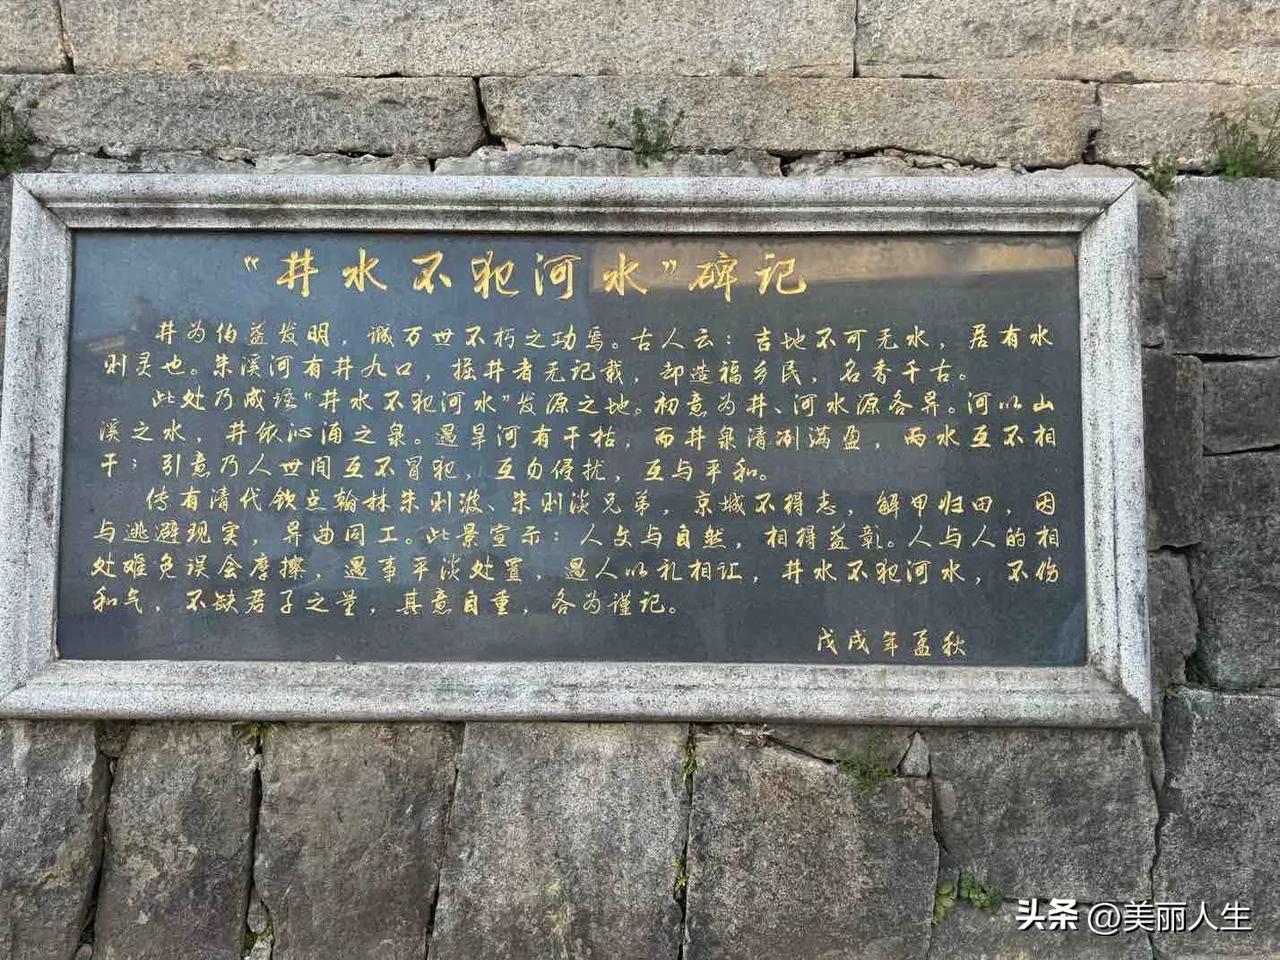 “井水不犯河水”碑记
井为伯益发明，诚万世不朽之功焉。古人云：吉地不可无水，居有水
则灵也。朱溪河有井九口，掘井者无记载，却造福乡民，名香千古。
此处乃成语“井水不犯河水”发源之地。初意为井、河水源各异。河以山
溪之水，井依沁涌之泉。遇旱河有干枯，而井泉清冽满盈，两水互不相
干；引意乃人世间互不冒犯，互勿侵扰，互与平和。
传有清代钦点翰林朱则波、朱则淡兄弟，京城不得志，解甲归田，因
与逃避现实，异曲同工。此景宣示：人文与自然，相得益彰。人与人的相
处难免误会摩擦，遇事平淡处置，遇人以礼相让，井水不犯河水，不伤
和气，不缺君子之量，其意自重，各为谨记。
戊戌年孟秋
头条 @美丽人生